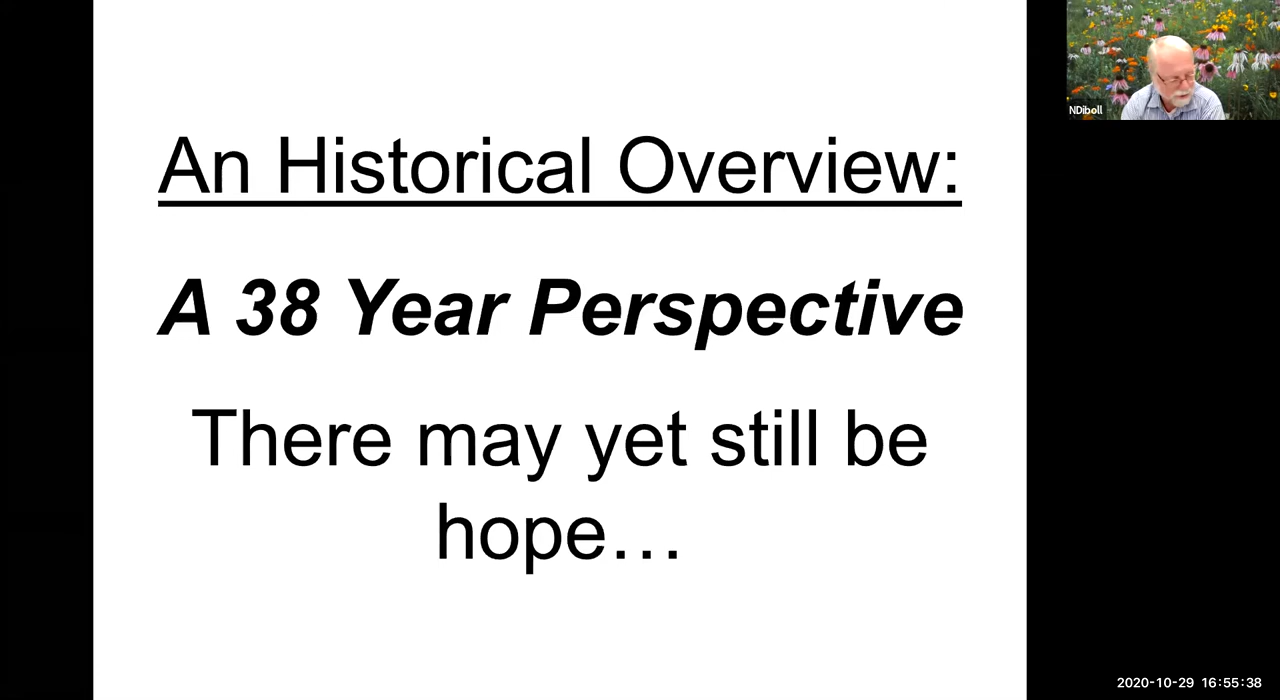 An Historical Overview:
A 38 Year Perspective
There may yet still be
hope…
NDiboll
2020-10-29 16:55:38